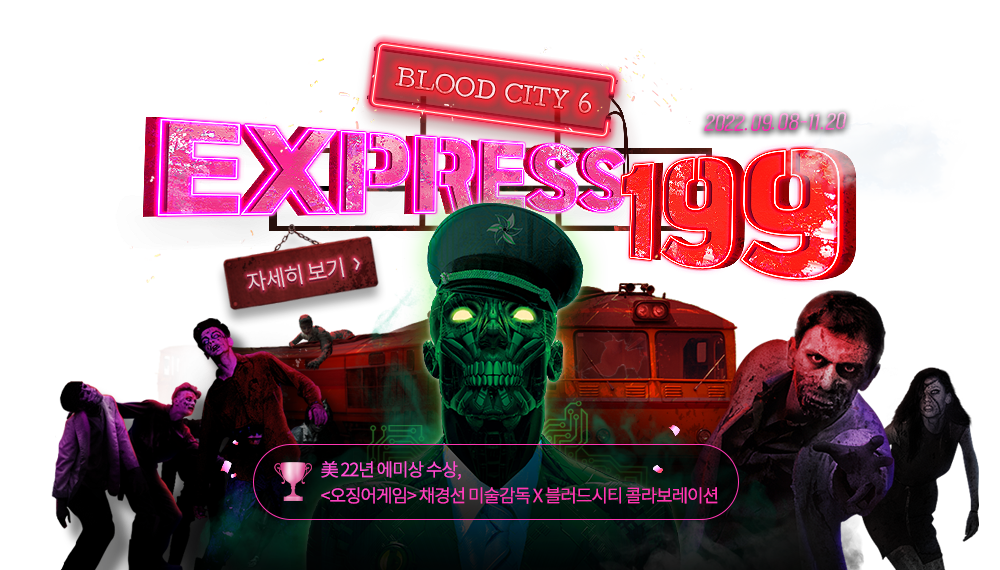 BLOOD CITY 6
2022. 09. 08-11.20
EXPRESS 199
자세히 보기 >
美 22년 에미상 수상,
<오징어게임> 채경선 미술감독 X 블러드시티 콜라보레이션